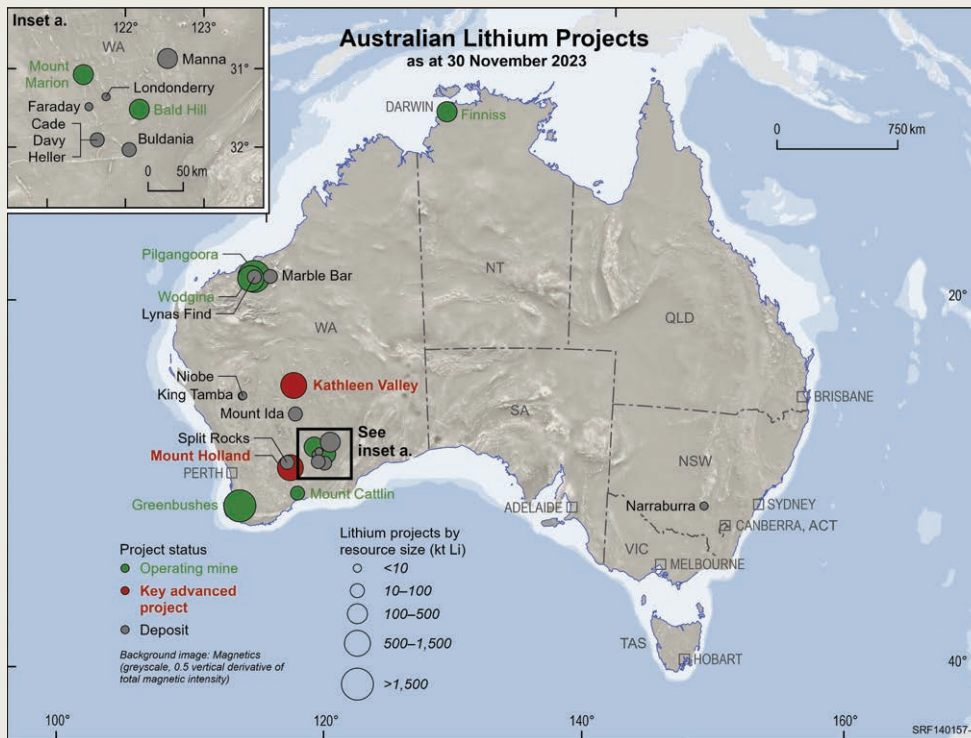 Inset a.
122°
123°
WA
Manna
Mount
Marion
31°
Londonderry
Faraday
Bald Hill
Cade
Davy
Heller
Buldania
32°
0
50 km
Australian Lithium Projects
as at 30 November 2023
DARWIN
Finniss
0
750 km
Pilgangoora
Marble Bar
Wodgina
Lynas Find
NT
20°
WA
QLD
Niobe
King Tamba
Kathleen Valley
Mount Ida
SA
BRISBANE
Split Rocks
See
inset a.
Mount Holland
PERTH
NSW
Mount Cattlin
Greenbushes
ADELAIDE
Narraburra
SYDNEY
CANBERRA, ACT
VIC
MELBOURNE
TAS
HOBART
40°
Project status
Operating mine
Key advanced
project
Deposit
Background image: Magnetics
(greyscale, 0.5 vertical derivative of
total magnetic intensity)
Lithium projects by
resource size (kt Li)
<10
10–100
100–500
500–1,500
>1,500
100°
120°
140°
160°
SRF140157-